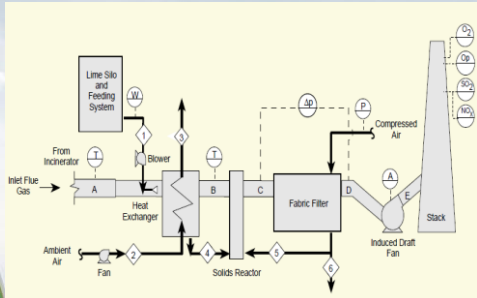 O2
Op
SO2
NOx
Lime Silo
and
Feeding
System
W
Δp
P
Compressed
Air
1
3
From
Incinerator
T
Blower
T
A
Inlet Flue
Gas
A
B
C
D
E
Heat
Exchanger
Fabric Filter
Stack
Ambient
Air
2
4
5
Induced Draft
Fan
Fan
Solids Reactor
6